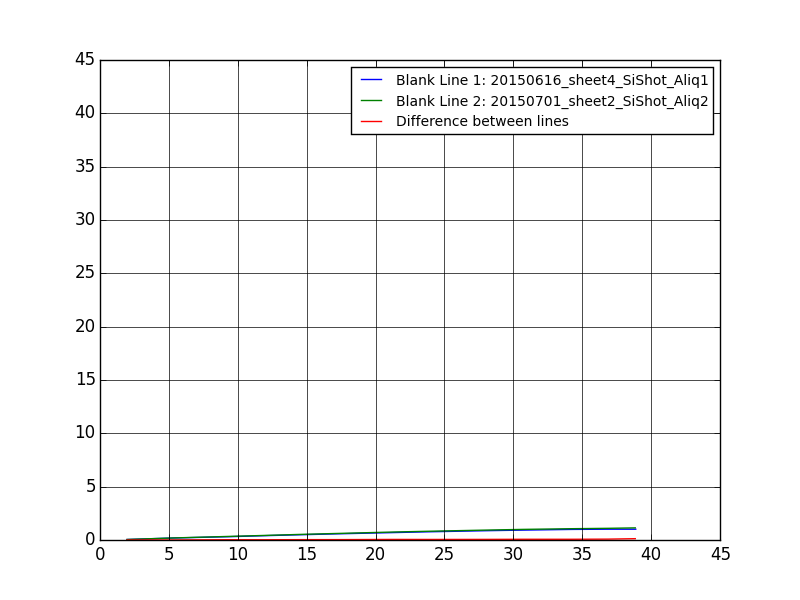 45
40
35
30
25
20
15
10
5
0
Blank Line 1: 20150616_sheet4_SiShot_Aliq1
Blank Line 2: 20150701_sheet2_SiShot_Aliq2
Difference between lines
0 5 10 15 20 25 30 35 40 45